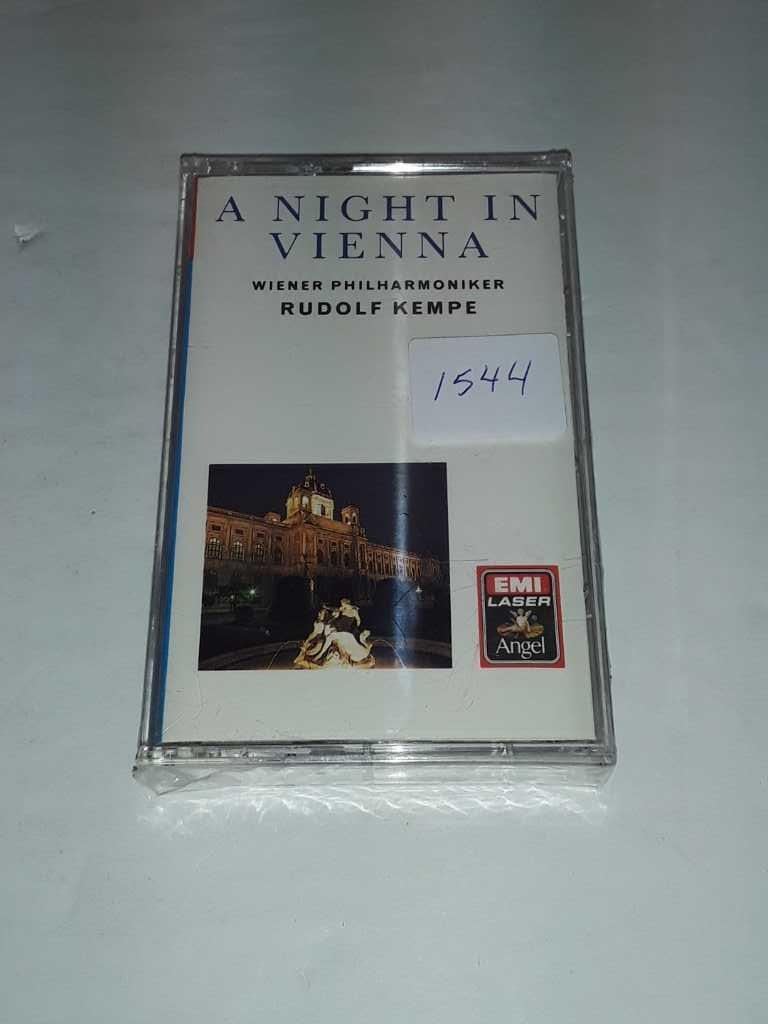 A NIGHT IN
VIENNA
WIENER PHILHARMONIKER
RUDOLF KEMPE
1544
EMI
LASER
Angel